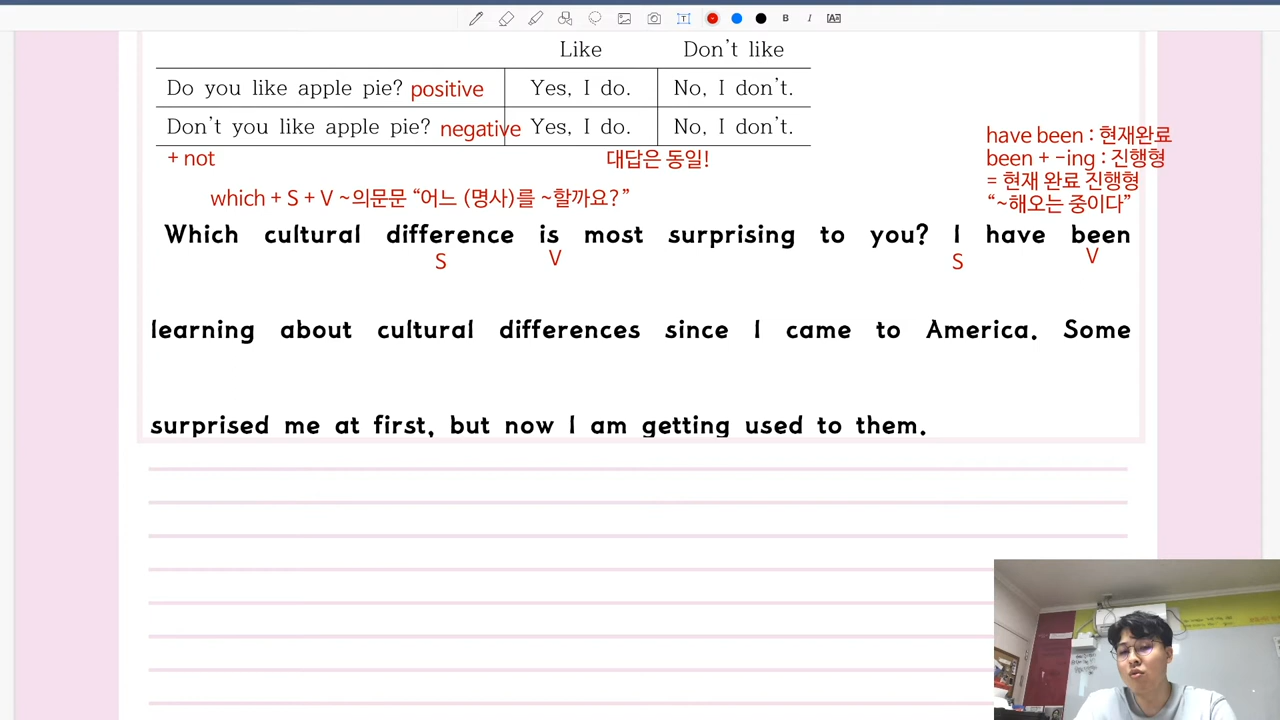 B I A
Like Don't like
Do you like apple pie? positive Yes, I do. No, I don't.
Don't you like apple pie? negative Yes, I do. No, I don't.
+ not 대답은 동일!
have been : 현재완료
been + -ing : 진행형
= 현재 완료 진행형
“~해오는 중이다”
which + S + V ~의문문 “어느 (명사)를 ~할까요?”
Which cultural difference is most surprising to you? I have been
S V S V
learning about cultural differences since I came to America. Some
surprised me at first, but now I am getting used to them.